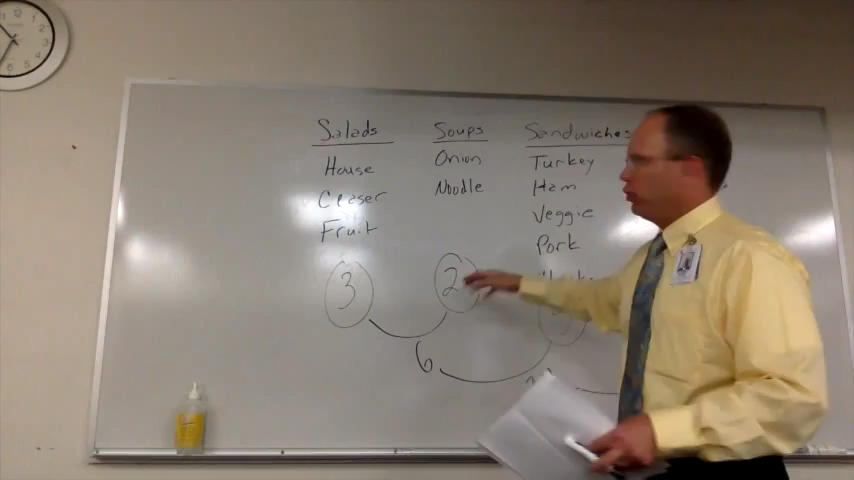 Salads Soups Sandwiches
House Onion Turkey
Ceaser Noodle Ham
Fruit Veggie
Pork
3 2
6